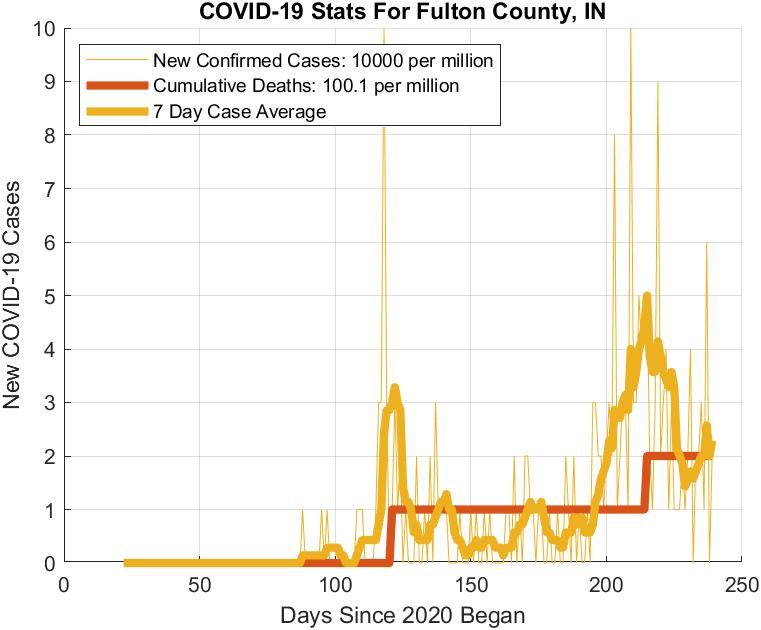 COVID-19 Stats For Fulton County, IN
New Confirmed Cases: 10000 per million
Cumulative Deaths: 100.1 per million
7 Day Case Average
New COVID-19 Cases
10
9
8
7
6
5
4
3
2
1
0
0 50 100 150 200 250
Days Since 2020 Began